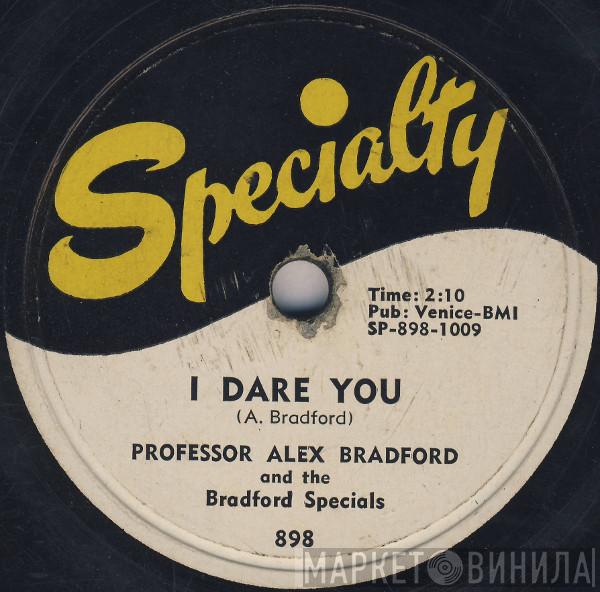 Specialty
Time: 2:10
Pub: Venice-BMI
SP-898-1009
I DARE YOU
(A. Bradford)
PROFESSOR ALEX BRADFORD
and the
Bradford Specials
898
МАРКЕТ ВИНИЛА